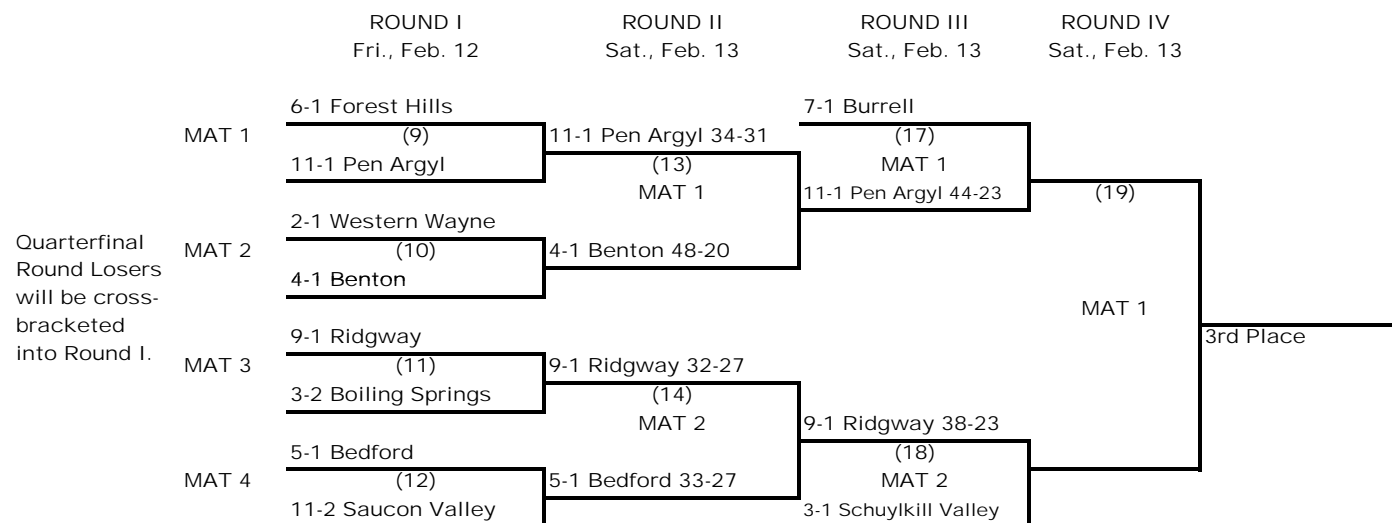 ROUND I ROUND II ROUND III ROUND IV
Fri., Feb. 12 Sat., Feb. 13 Sat., Feb. 13 Sat., Feb. 13
6-1 Forest Hills 7-1 Burrell
MAT 1 (9) 11-1 Pen Argyl 34-31 (17)
11-1 Pen Argyl (13) MAT 1
MAT 1 11-1 Pen Argyl 44-23 (19)
2-1 Western Wayne
Quarterfinal MAT 2 (10) 4-1 Benton 48-20
Round Losers 4-1 Benton
will be cross-
bracketed MAT 1
into Round I. 9-1 Ridgway 3rd Place
MAT 3 (11) 9-1 Ridgway 32-27
3-2 Boiling Springs (14)
MAT 2 9-1 Ridgway 38-23
5-1 Bedford (18)
MAT 4 (12) 5-1 Bedford 33-27 MAT 2
11-2 Saucon Valley 3-1 Schuylkill Valley